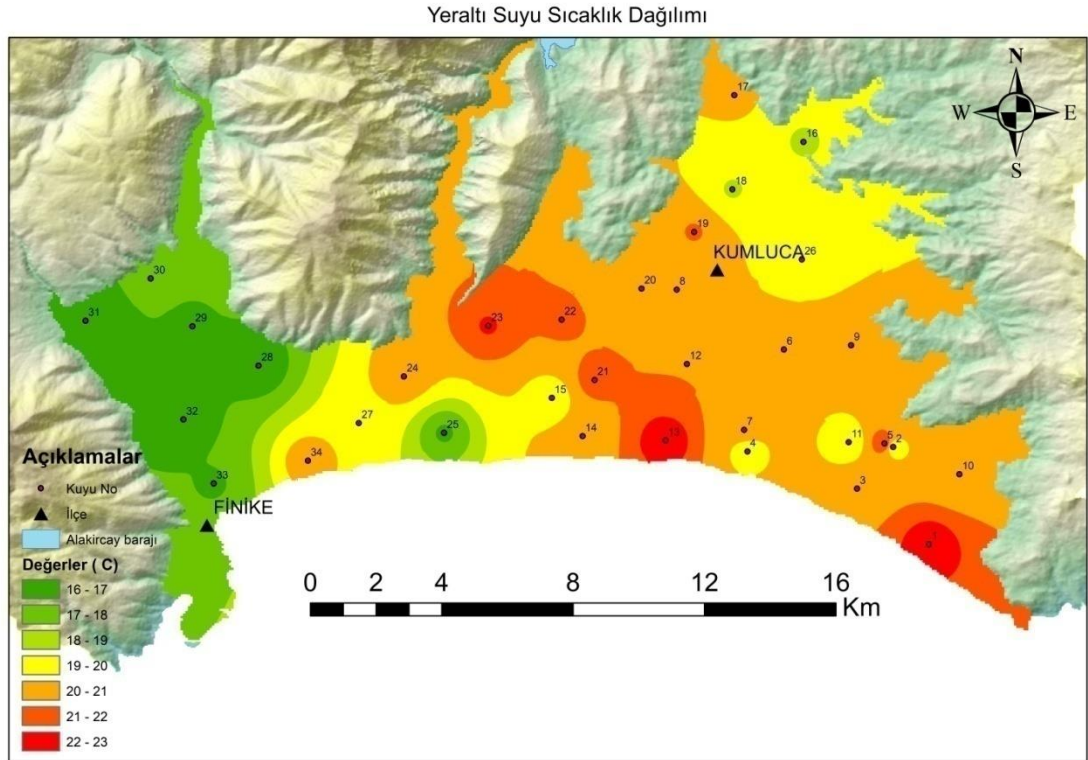 Yeraltı Suyu Sıcaklık Dağılımı
N
W E
S
17
16
18
19
KUMLUCA
26
30
20
8
31
29
23
22
28
6
9
12
24
21
15
32
27
25
14
13
7
4
11
5
2
34
10
33
3
FİNİKE
1
Açıklamalar
Kuyu No
İlçe
Alakircay barajı
Değerler ( C)
16 - 17
17 - 18
18 - 19
19 - 20
20 - 21
21 - 22
22 - 23
0 2 4 8 12 16
Km